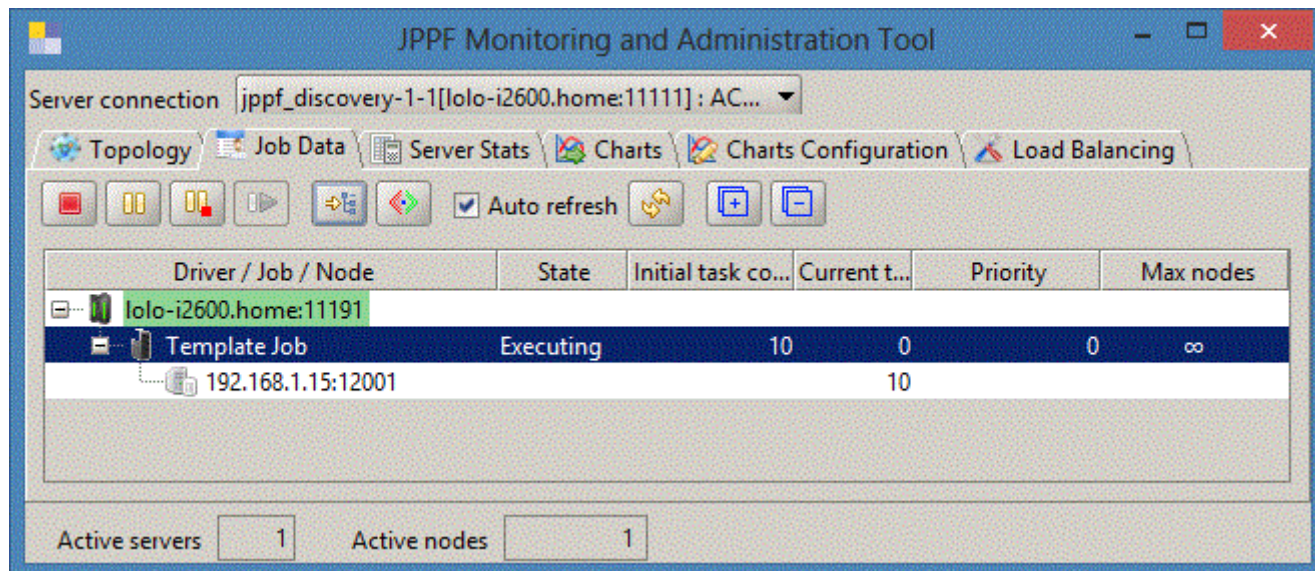 JPPF Monitoring and Administration Tool
Server connection jppf_discovery-1-1[lolo-i2600.home:11111] : AC...
Topology Job Data Server Stats Charts Charts Configuration Load Balancing
Auto refresh
Driver / Job / Node State Initial task co... Current t... Priority Max nodes
lolo-i2600.home:11191
Template Job Executing 10 0 0 ∞
192.168.1.15:12001 10
Active servers 1 Active nodes 1